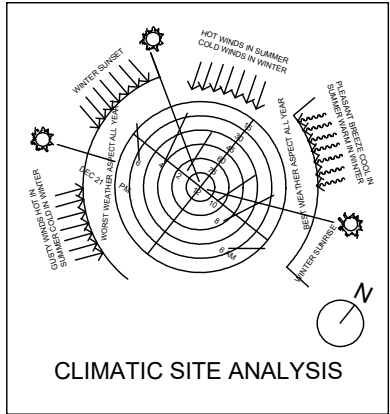 HOT WINDS IN SUMMER
COLD WINDS IN WINTER
WINTER SUNSET
PLEASANT BREEZE COOL IN
SUMMER WARM IN WINTER
WORST WEATHER ASPECT ALL YEAR
BEST WEATHER ASPECT ALL YEAR
GUSTY WINDS HOT IN
SUMMER COLD IN WINTER
DEC 21
PM
6
4
2
10
8
6 AM
WINTER SUNRISE
N
CLIMATIC SITE ANALYSIS